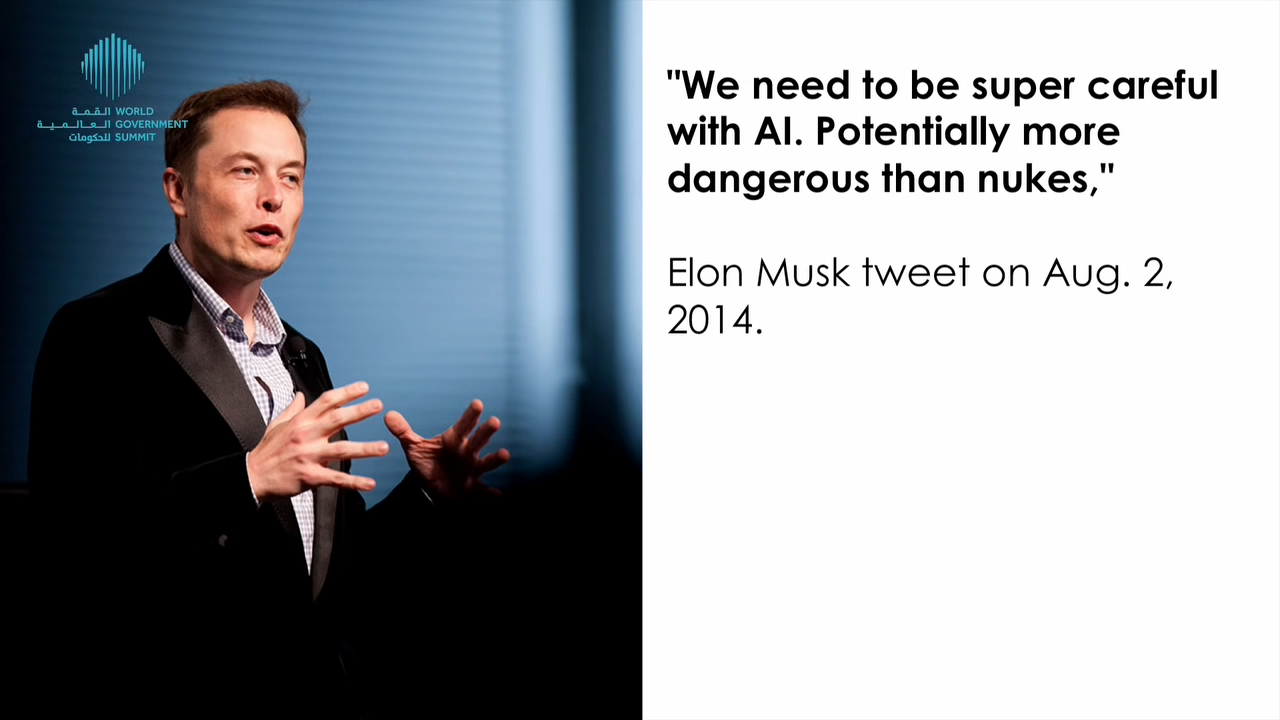 القمة WORLD
العالمية GOVERNMENT
للحكومات SUMMIT
"We need to be super careful
with AI. Potentially more
dangerous than nukes,"
Elon Musk tweet on Aug. 2,
2014.